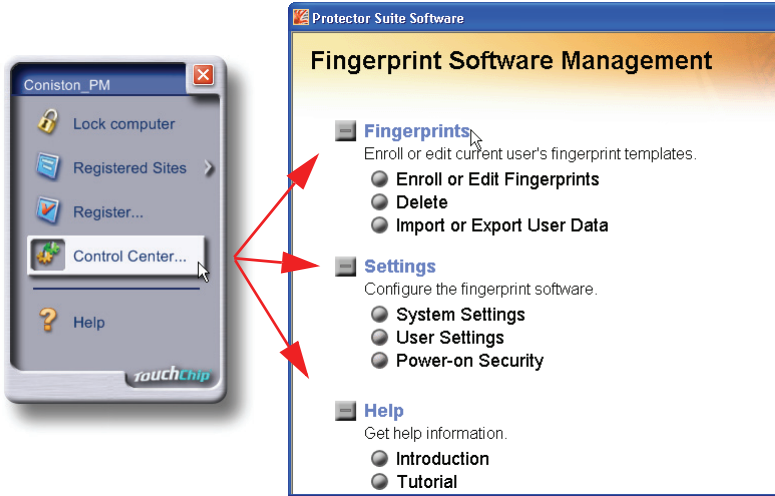 Coniston_PM
Lock computer
Registered Sites
Register...
Control Center...
Help
TouchChip
Protector Suite Software
Fingerprint Software Management
Fingerprints
Enroll or edit current user's fingerprint templates.
Enroll or Edit Fingerprints
Delete
Import or Export User Data
Settings
Configure the fingerprint software.
System Settings
User Settings
Power-on Security
Help
Get help information.
Introduction
Tutorial